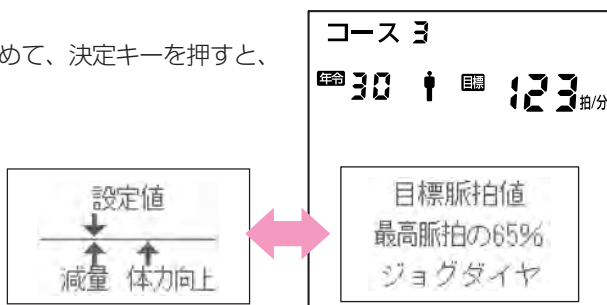 めて、決定キーを押すと、
コース 3
年令 30 目標 123 拍/分
設定値
減量 体力向上
目標脈拍値
最高脈拍の65%
ジョグダイヤ